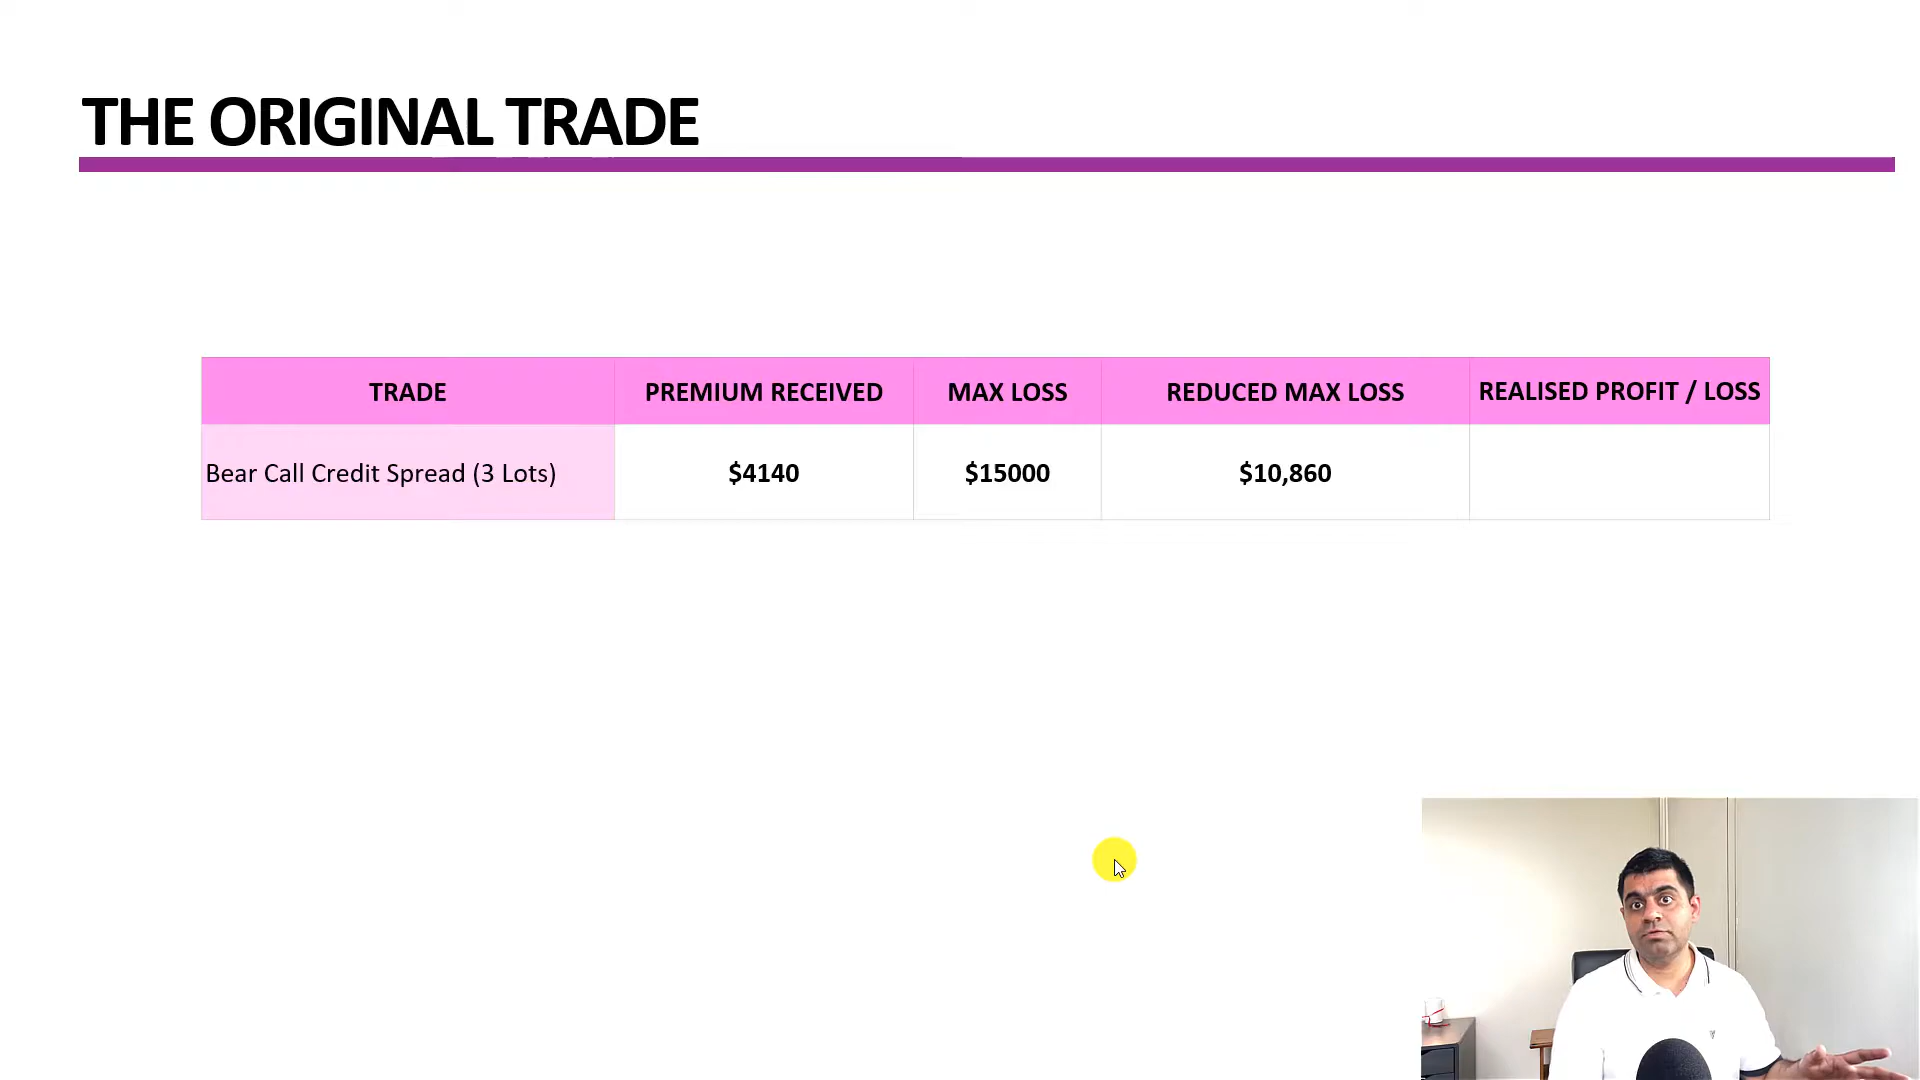 THE ORIGINAL TRADE
TRADE PREMIUM RECEIVED MAX LOSS REDUCED MAX LOSS REALISED PROFIT / LOSS
Bear Call Credit Spread (3 Lots) $4140 $15000 $10,860